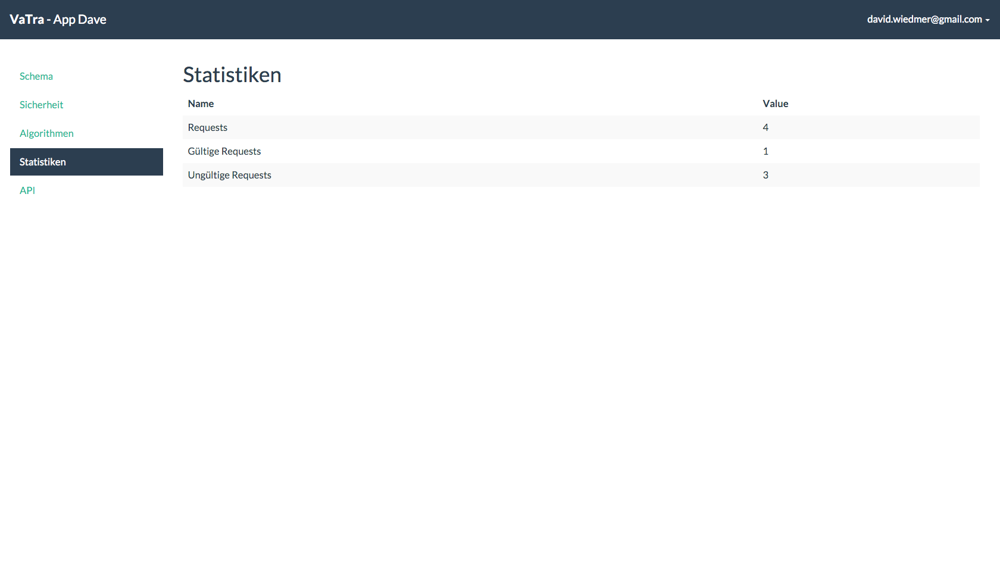 VaTra - App Dave
david.wiedmer@gmail.com
Schema
Sicherheit
Algorithmen
Statistiken
API
Statistiken
Name Value
Requests 4
Gültige Requests 1
Ungültige Requests 3